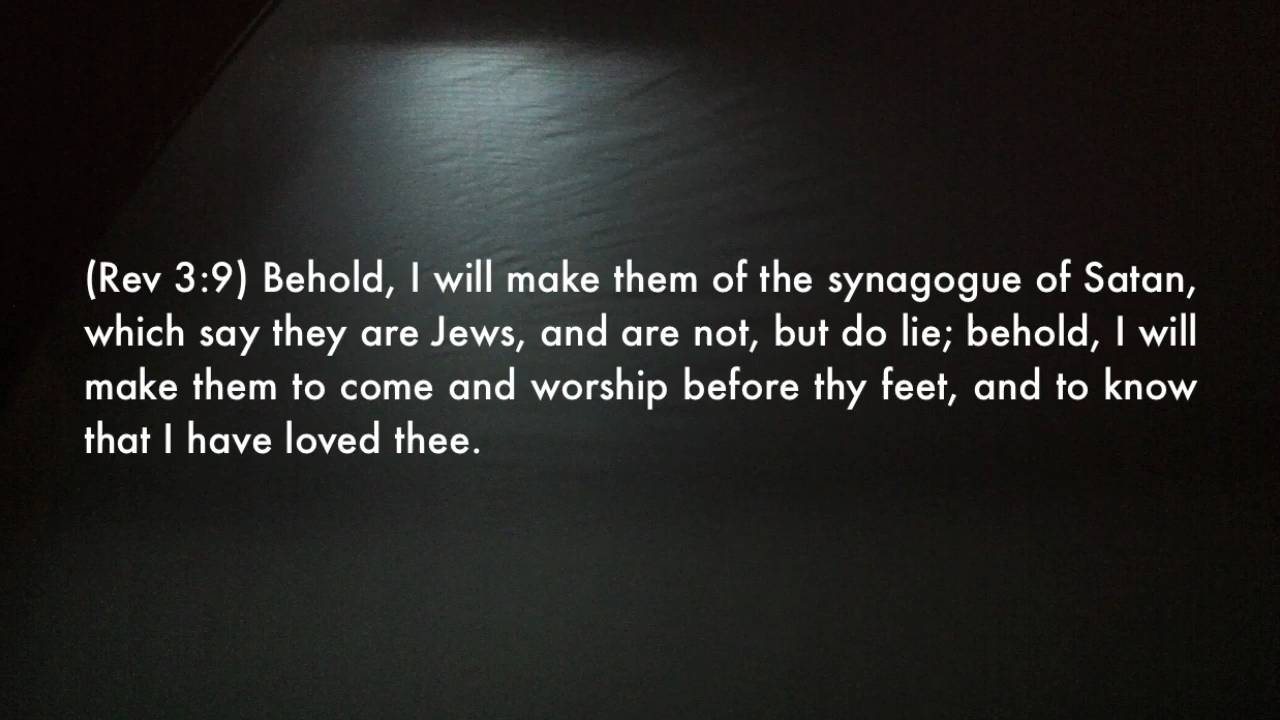 (Rev 3:9) Behold, I will make them of the synagogue of Satan,
which say they are Jews, and are not, but do lie; behold, I will
make them to come and worship before thy feet, and to know
that I have loved thee.